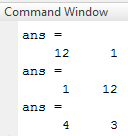 Command Window
ans =
12 1
ans =
1 12
ans =
4 3